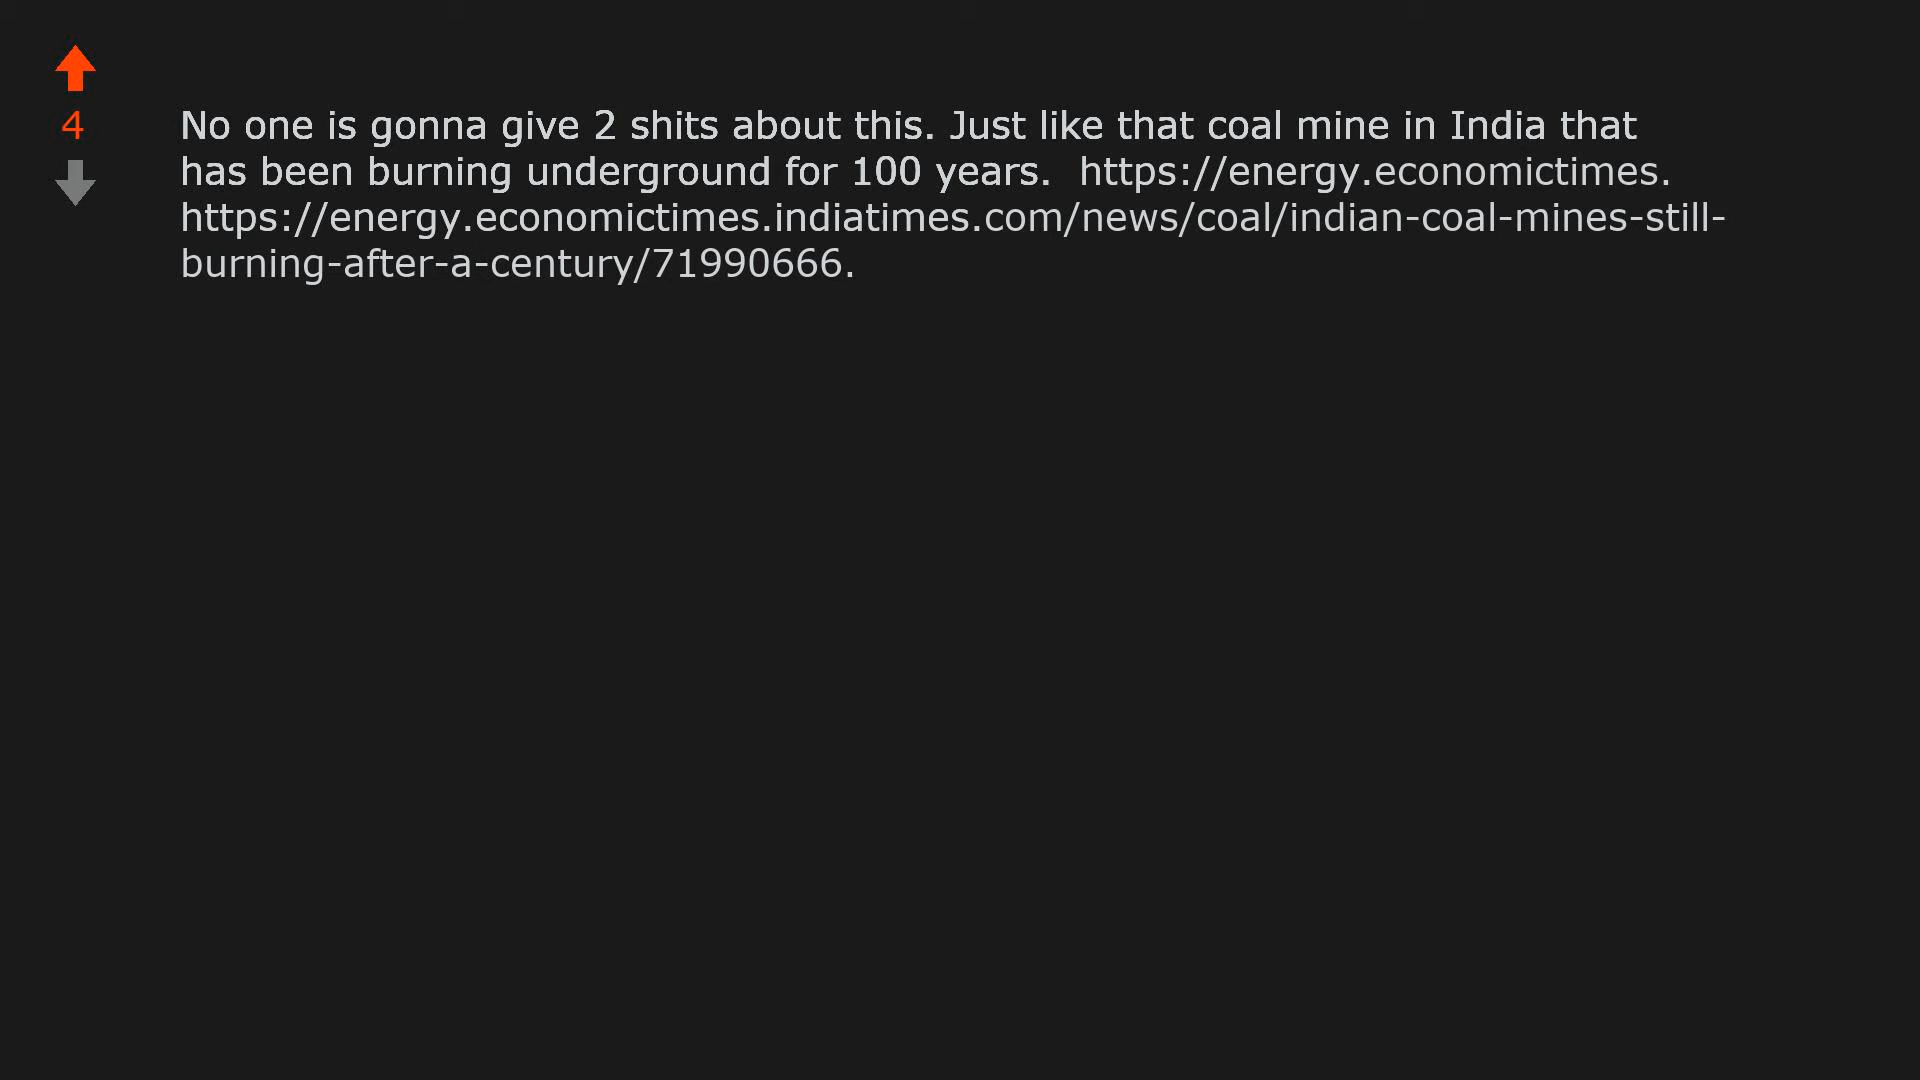 4
No one is gonna give 2 shits about this. Just like that coal mine in India that
has been burning underground for 100 years.  https://energy.economictimes.
https://energy.economictimes.indiatimes.com/news/coal/indian-coal-mines-still-
burning-after-a-century/71990666.